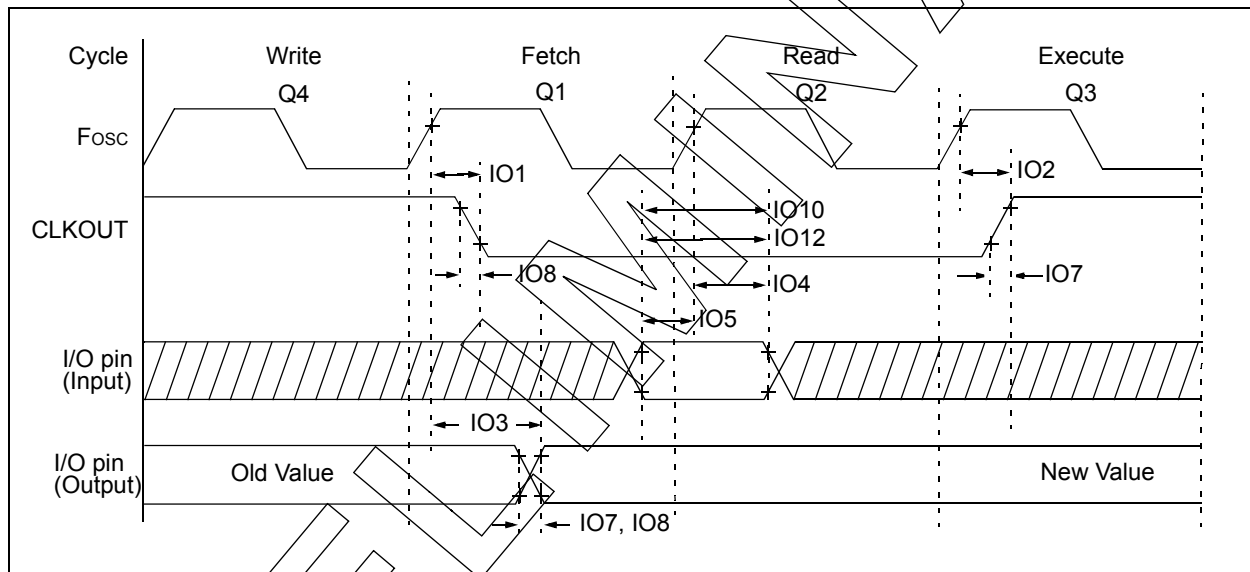 Cycle Write Fetch Read Execute
Q4 Q1 Q2 Q3
Fosc
IO1 IO2
CLKOUT
IO10
IO12
IO8 IO4 IO7
IO5
I/O pin
(Input)
IO3
I/O pin
(Output)
Old Value New Value
IO7, IO8